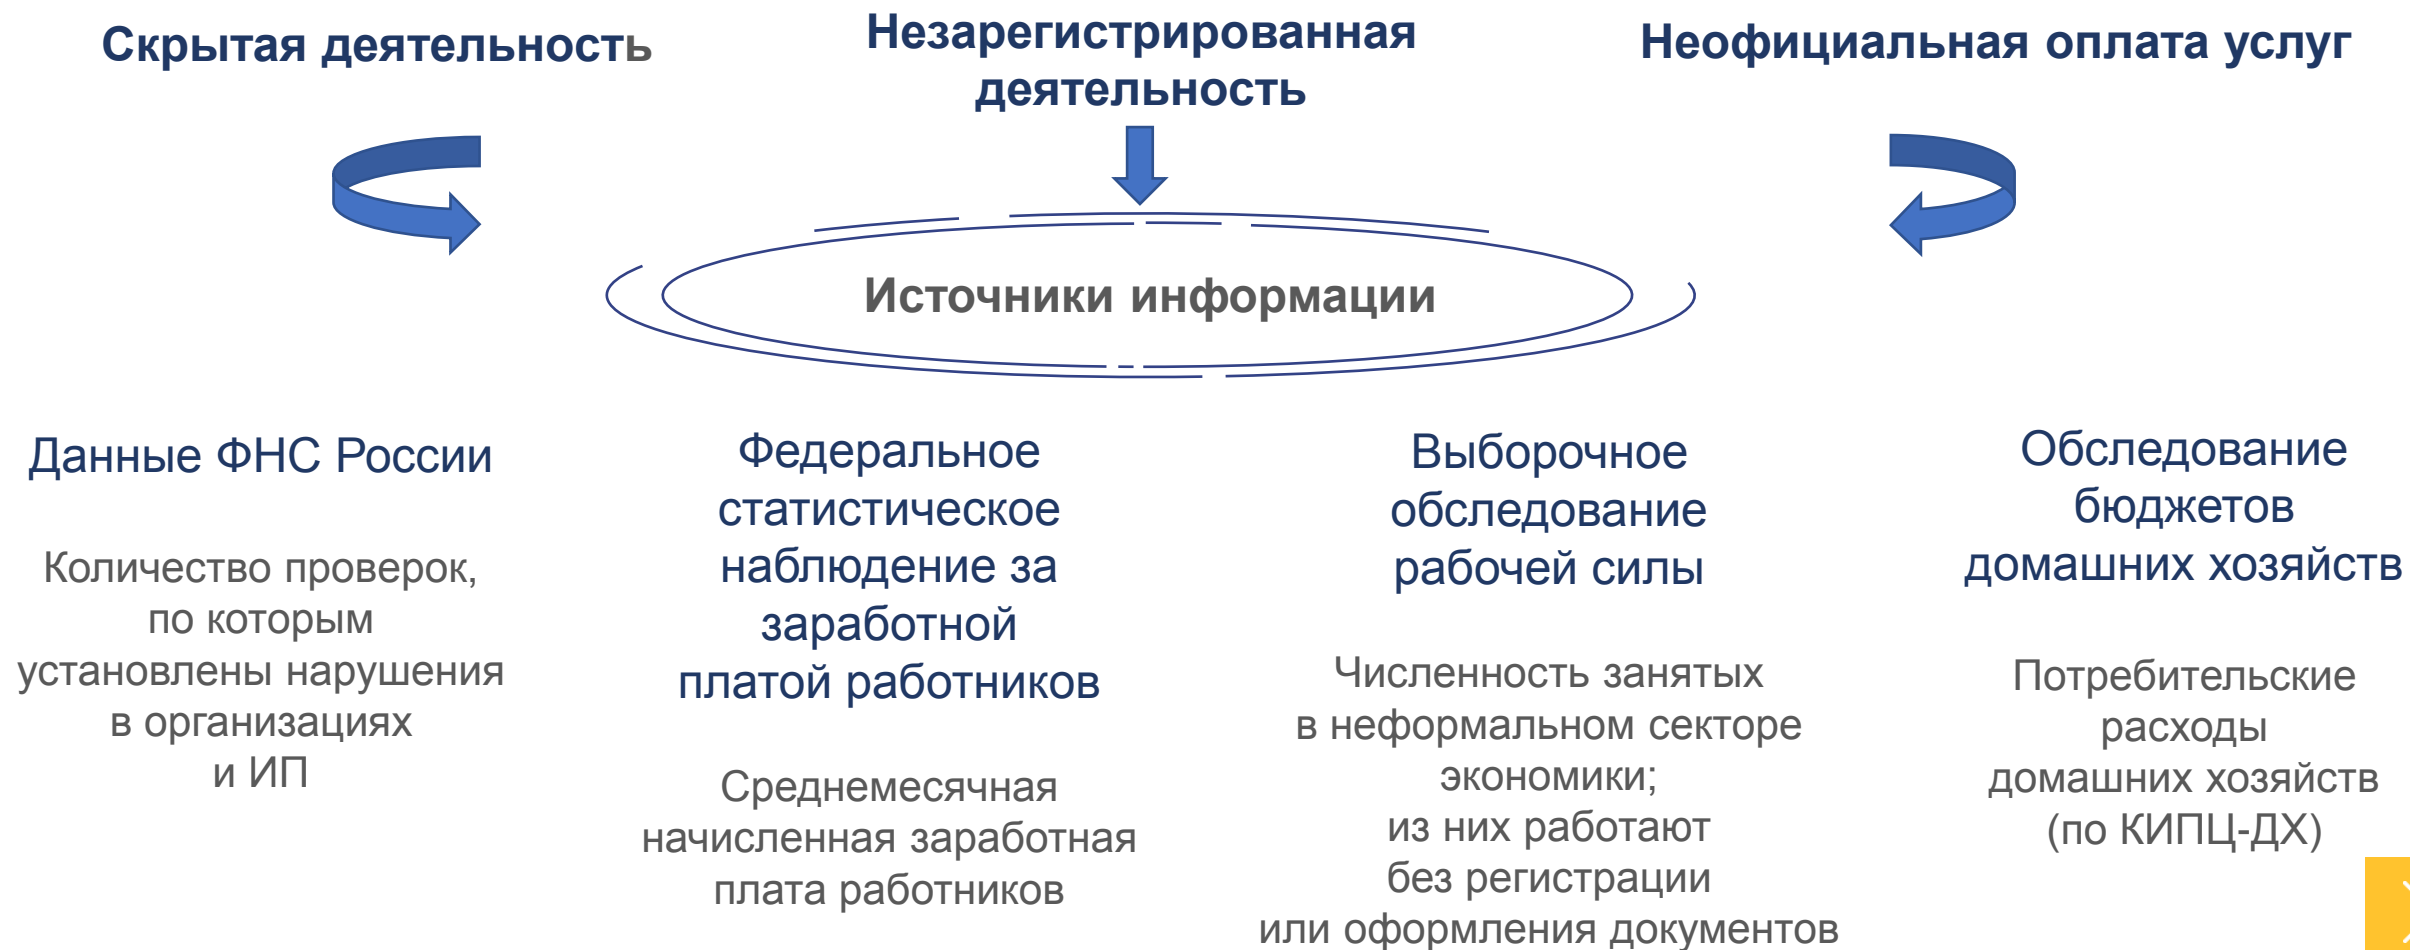 Скрытая деятельность
Незарегистрированная
деятельность
Неофициальная оплата услуг
Источники информации
Данные ФНС России
Количество проверок,
по которым
установлены нарушения
в организациях
и ИП
Федеральное
статистическое
наблюдение за
заработной
платой работников
Среднемесячная
начисленная заработная
плата работников
Выборочное
обследование
рабочей силы
Численность занятых
в неформальном секторе
экономики;
из них работают
без регистрации
или оформления документов
Обследование
бюджетов
домашних хозяйств
Потребительские
расходы
домашних хозяйств
(по КИПЦ-ДХ)